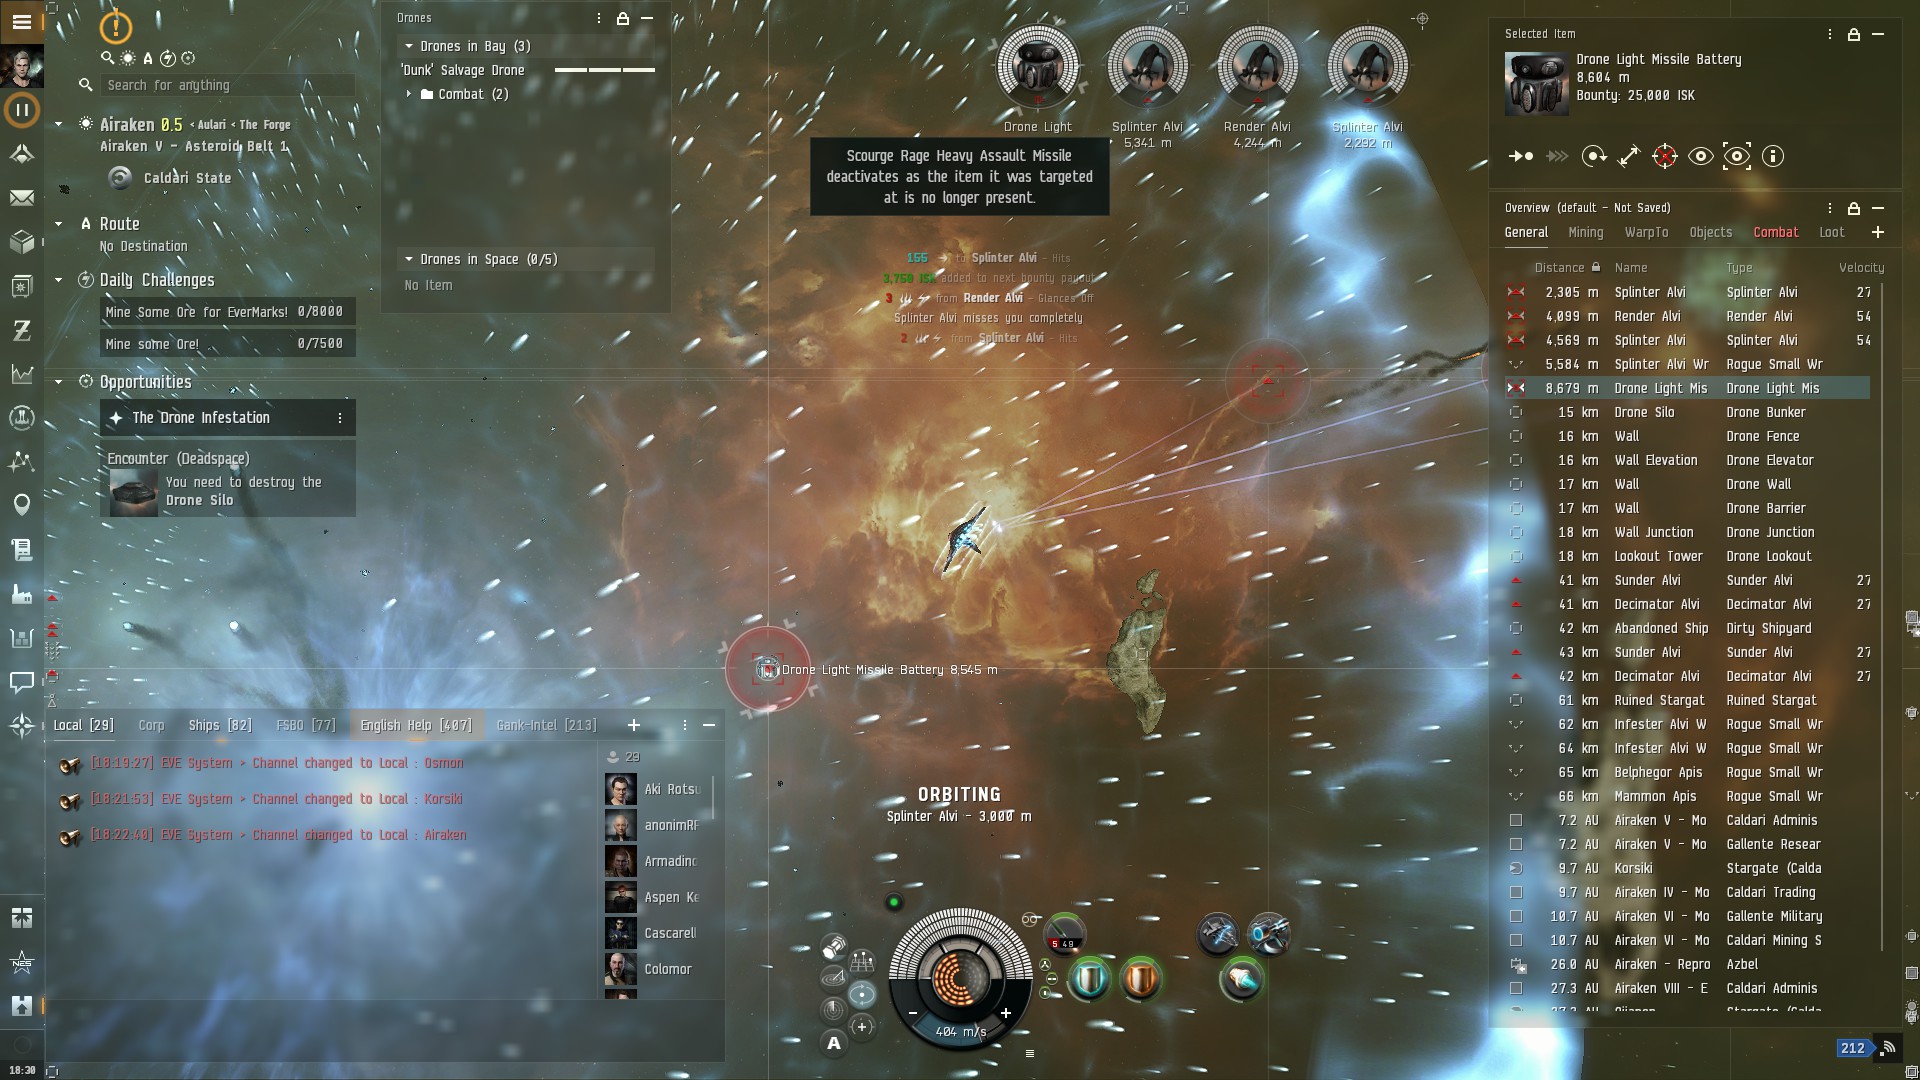 Search for anything
Airaken 0.5 < Aulari < The Forge
Airaken V - Asteroid Belt 1
Caldari State
Route
No Destination
Daily Challenges
Mine Some Ore for EverMarks! 0/8000
Mine some Ore! 0/7500
Opportunities
The Drone Infestation
Encounter (Deadspace)
You need to destroy the
Drone Silo
Drones
Drones in Bay (3)
'Dunk' Salvage Drone
Combat (2)
Drones in Space (0/5)
No Item
Drone Light
Splinter Alvi
5,341 m
Render Alvi
4,244 m
Splinter Alvi
2,292 m
Scourge Rage Heavy Assault Missile
deactivates as the item it was targeted
at is no longer present.
155 to Splinter Alvi - Hits
3,750 ISK added to next bounty payout
3 from Render Alvi - Glances Off
Splinter Alvi misses you completely
2 from Splinter Alvi - Hits
Drone Light Missile Battery 8,545 m
ORBITING
Splinter Alvi - 3,000 m
5 49
404 m/s
A
Local [29] Corp Ships [82] FSBO [77] English Help [407] Gank-Intel [213]
[18:19:27] EVE System > Channel changed to Local : Osmon
[18:21:53] EVE System > Channel changed to Local : Korsiki
[18:22:40] EVE System > Channel changed to Local : Airaken
29
Aki Rotsu
anonimRF
Armadinc
Aspen Ke
Cascarell
Colomor
NES
18:30
Selected Item
Drone Light Missile Battery
8,604 m
Bounty: 25,000 ISK
Overview (default - Not Saved)
General Mining WarpTo Objects Combat Loot
Distance Name Type Velocity
2,305 m Splinter Alvi Splinter Alvi 27
4,099 m Render Alvi Render Alvi 54
4,569 m Splinter Alvi Splinter Alvi 54
5,584 m Splinter Alvi Wr Rogue Small Wr
8,679 m Drone Light Mis Drone Light Mis
15 km Drone Silo Drone Bunker
16 km Wall Drone Fence
16 km Wall Elevation Drone Elevator
17 km Wall Drone Wall
17 km Wall Drone Barrier
18 km Wall Junction Drone Junction
18 km Lookout Tower Drone Lookout
41 km Sunder Alvi Sunder Alvi 27
41 km Decimator Alvi Decimator Alvi 27
42 km Abandoned Ship Dirty Shipyard
43 km Sunder Alvi Sunder Alvi 27
42 km Decimator Alvi Decimator Alvi 27
61 km Ruined Stargat Ruined Stargat
62 km Infester Alvi W Rogue Small Wr
64 km Infester Alvi W Rogue Small Wr
65 km Belphegor Apis Rogue Small Wr
66 km Mammon Apis Rogue Small Wr
7.2 AU Airaken V - Mo Caldari Adminis
7.2 AU Airaken V - Mo Gallente Resear
9.7 AU Korsiki Stargate (Calda
9.7 AU Airaken IV - Mo Caldari Trading
10.7 AU Airaken VI - Mo Gallente Military
10.7 AU Airaken VI - Mo Caldari Mining S
26.0 AU Airaken - Repro Azbel
27.3 AU Airaken VIII - E Caldari Adminis
212